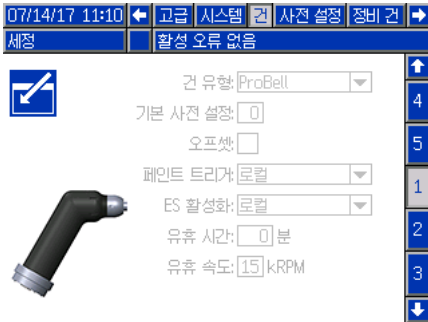 07/14/17 11:10 고급 시스템 건 사전 설정 정비 건
세정 활성 오류 없음
건 유형: ProBell
기본 사전 설정: 0
오프셋:
페인트 트리거: 로컬
ES 활성화: 로컬
유휴 시간: 0 분
유휴 속도: 15 kRPM
4
5
1
2
3